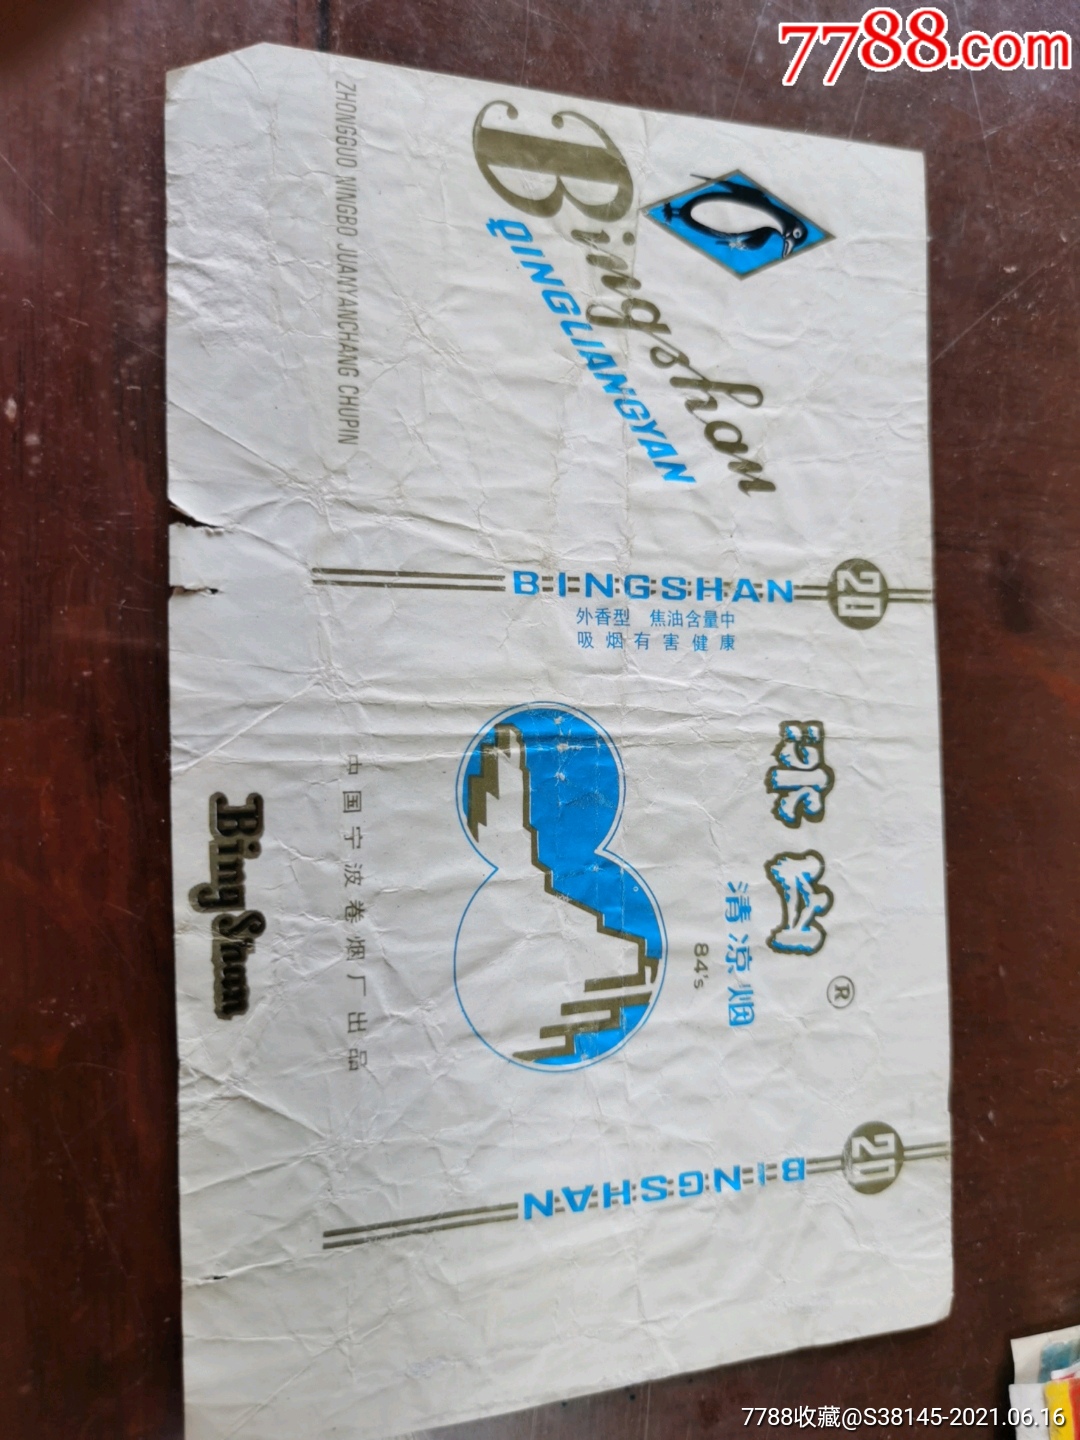 7788.com
Bingshan
QINGLIANGYAN
ZHONGGUO NINGBO JUANYANCHANG CHUPIN
20
BINGSHAN
外香型 焦油含量中
吸烟有害健康
冰山
®
清凉烟
84's
中国宁波卷烟厂出品
Bing Shan
20
BINGSHAN
7788收藏@S38145-2021.06.16